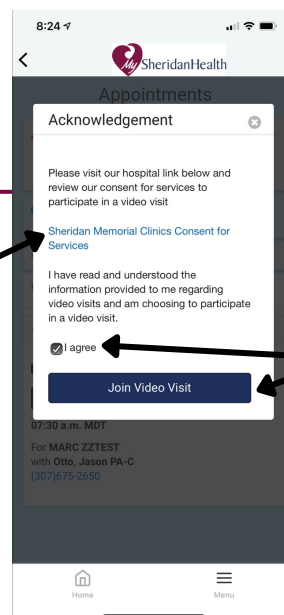 8:24
MySheridanHealth
Appointments
Acknowledgement
Please visit our hospital link below and
review our consent for services to
participate in a video visit
Sheridan Memorial Clinics Consent for
Services
I have read and understood the
information provided to me regarding
video visits and am choosing to participate
in a video visit.
I agree
Join Video Visit
07:30 a.m. MDT
For MARC ZZTEST
with Otto, Jason PA-C
(307)675-2650
Home
Menu